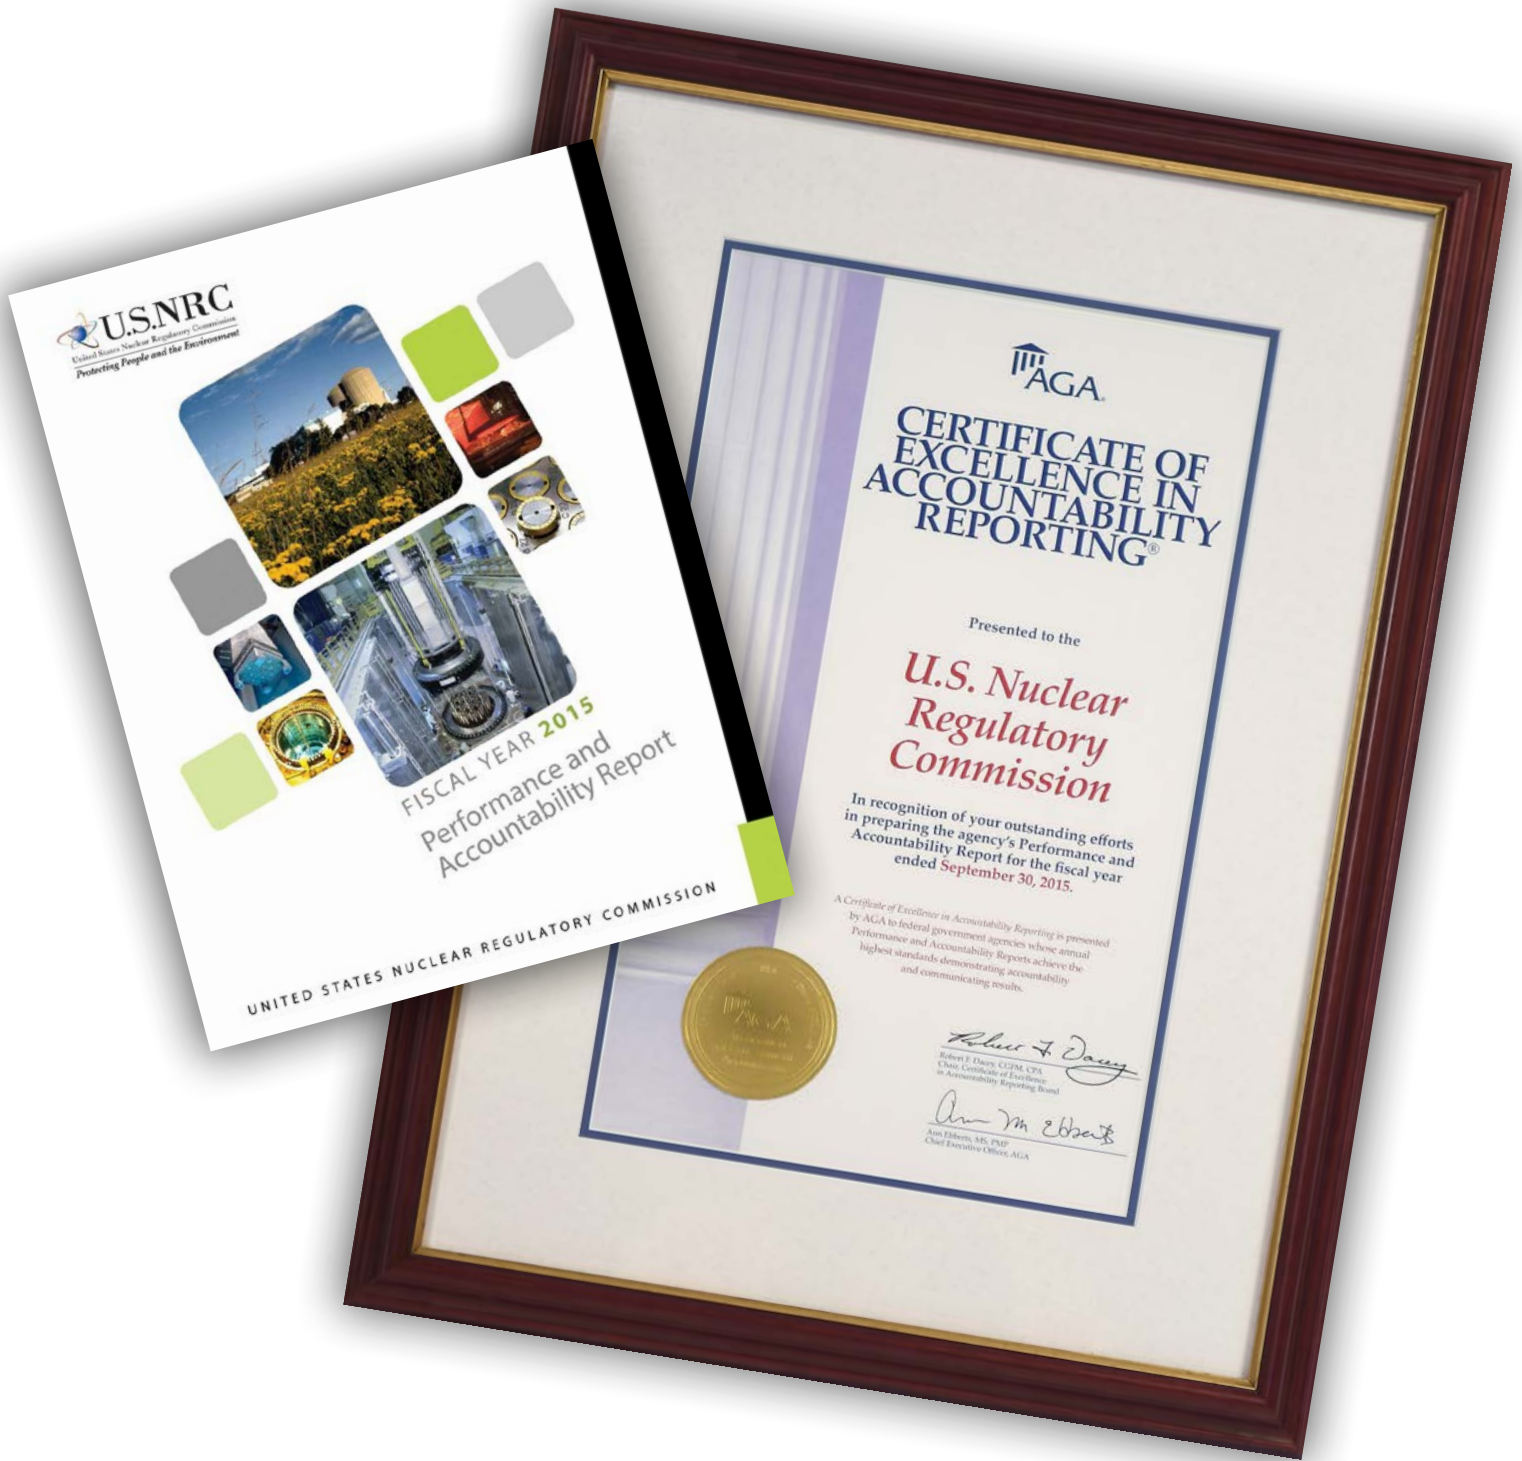 U.S.NRC
United States Nuclear Regulatory Commission
Protecting People and the Environment
FISCAL YEAR 2015
Performance and
Accountability Report
UNITED STATES NUCLEAR REGULATORY COMMISSION
AGA
CERTIFICATE OF
EXCELLENCE IN
ACCOUNTABILITY
REPORTING®
Presented to the
U.S. Nuclear
Regulatory
Commission
In recognition of your outstanding efforts
in preparing the agency's Performance and
Accountability Report for the fiscal year
ended September 30, 2015.
A Certificate of Excellence in Accountability Reporting is presented
by AGA to federal government agencies whose annual
Performance and Accountability Reports achieve the
highest standards demonstrating accountability
and communicating results.
AGA
Robert F. Dacey
Robert F. Dacey, CGFM, CPA
Chair, Certificate of Excellence
in Accountability Reporting Board
Ann M Ebberts
Ann Ebberts, MS, PMP
Chief Executive Officer, AGA